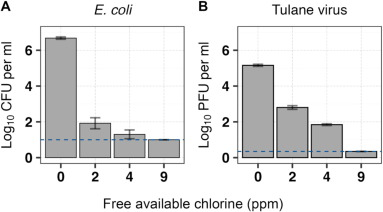 A E. coli
B Tulane virus
Log₁₀ CFU per ml
6
4
2
0
0 2 4 9
Log₁₀ PFU per ml
6
4
2
0
0 2 4 9
Free available chlorine (ppm)